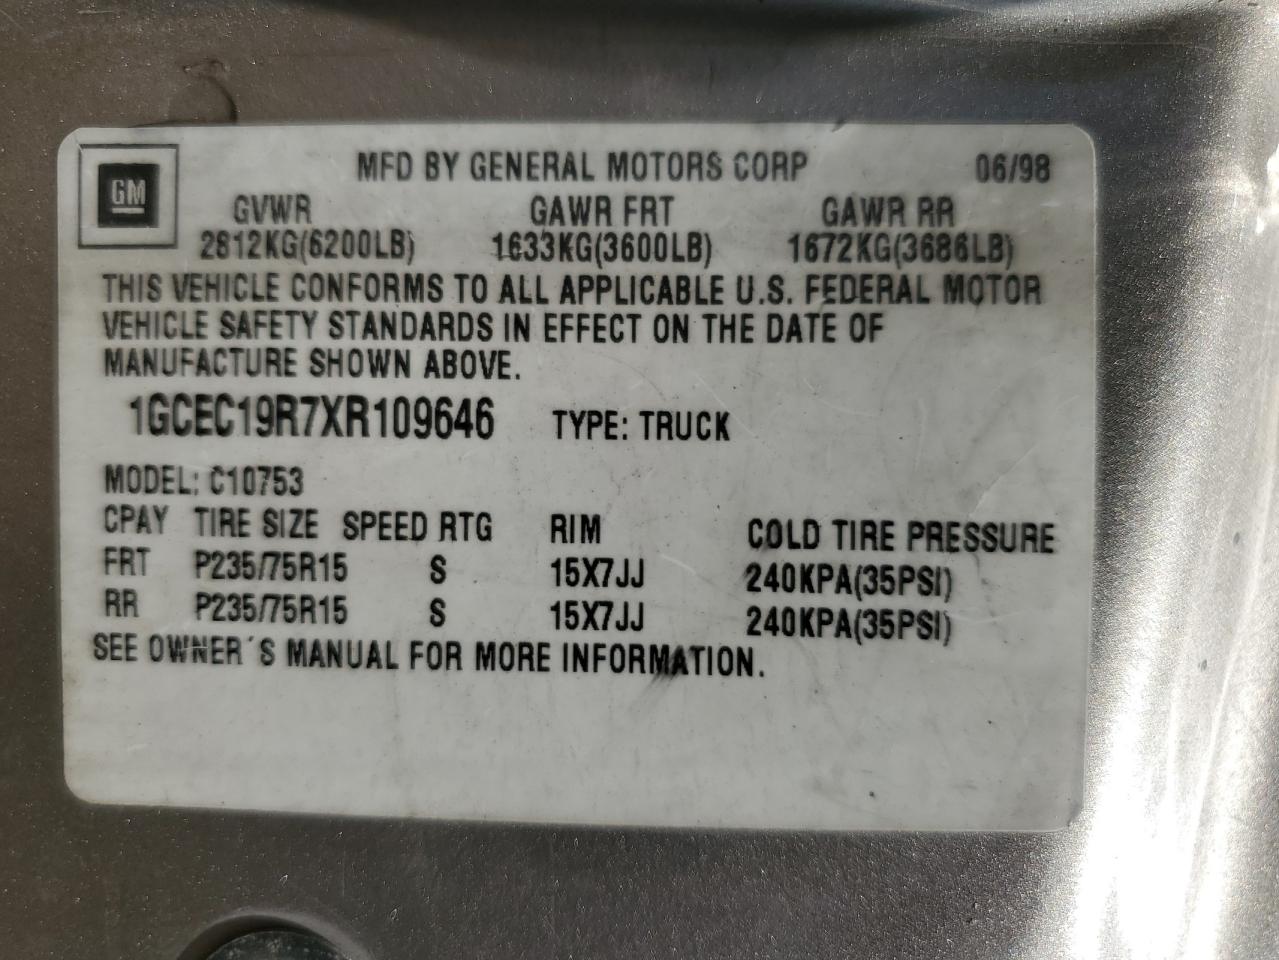 GM
MFD BY GENERAL MOTORS CORP 06/98
GVWR GAWR FRT GAWR RR
2812KG(6200LB) 1633KG(3600LB) 1672KG(3686LB)
THIS VEHICLE CONFORMS TO ALL APPLICABLE U.S. FEDERAL MOTOR
VEHICLE SAFETY STANDARDS IN EFFECT ON THE DATE OF
MANUFACTURE SHOWN ABOVE.
1GCEC19R7XR109646 TYPE: TRUCK
MODEL: C10753
CPAY TIRE SIZE SPEED RTG RIM COLD TIRE PRESSURE
FRT P235/75R15 S 15X7JJ 240KPA(35PSI)
RR P235/75R15 S 15X7JJ 240KPA(35PSI)
SEE OWNER´S MANUAL FOR MORE INFORMATION.